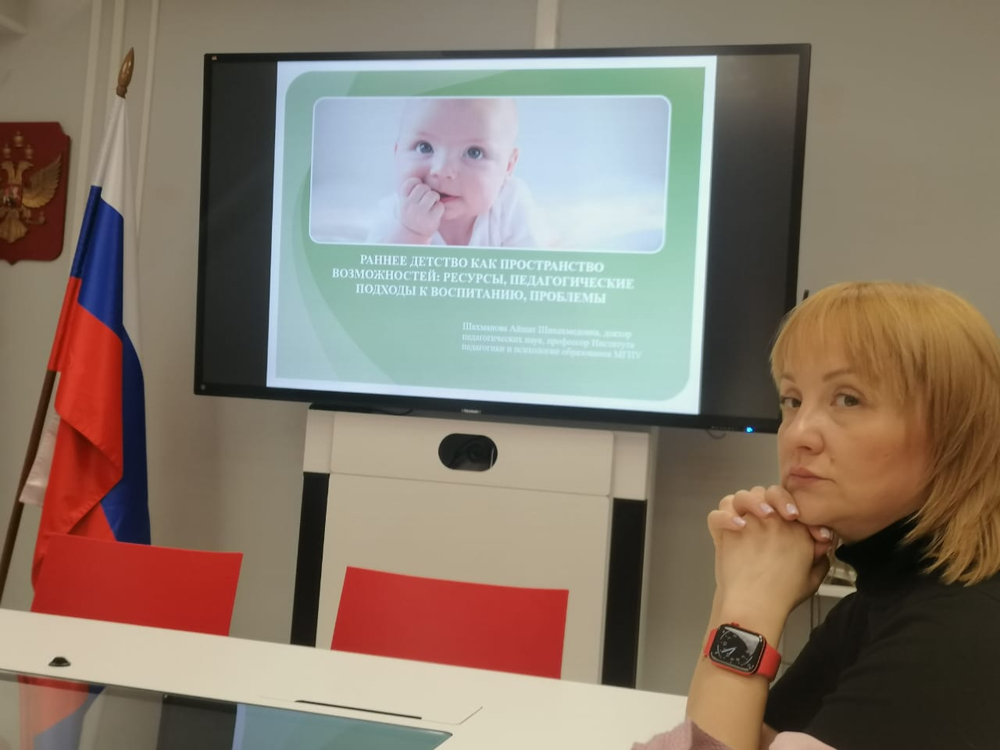 РАННЕЕ ДЕТСТВО КАК ПРОСТРАНСТВО
ВОЗМОЖНОСТЕЙ: РЕСУРСЫ, ПЕДАГОГИЧЕСКИЕ
ПОДХОДЫ К ВОСПИТАНИЮ, ПРОБЛЕМЫ
Шахманова Айшат Шихахмедовна, доктор
педагогических наук, профессор Института
педагогики и психологии образования МГПУ